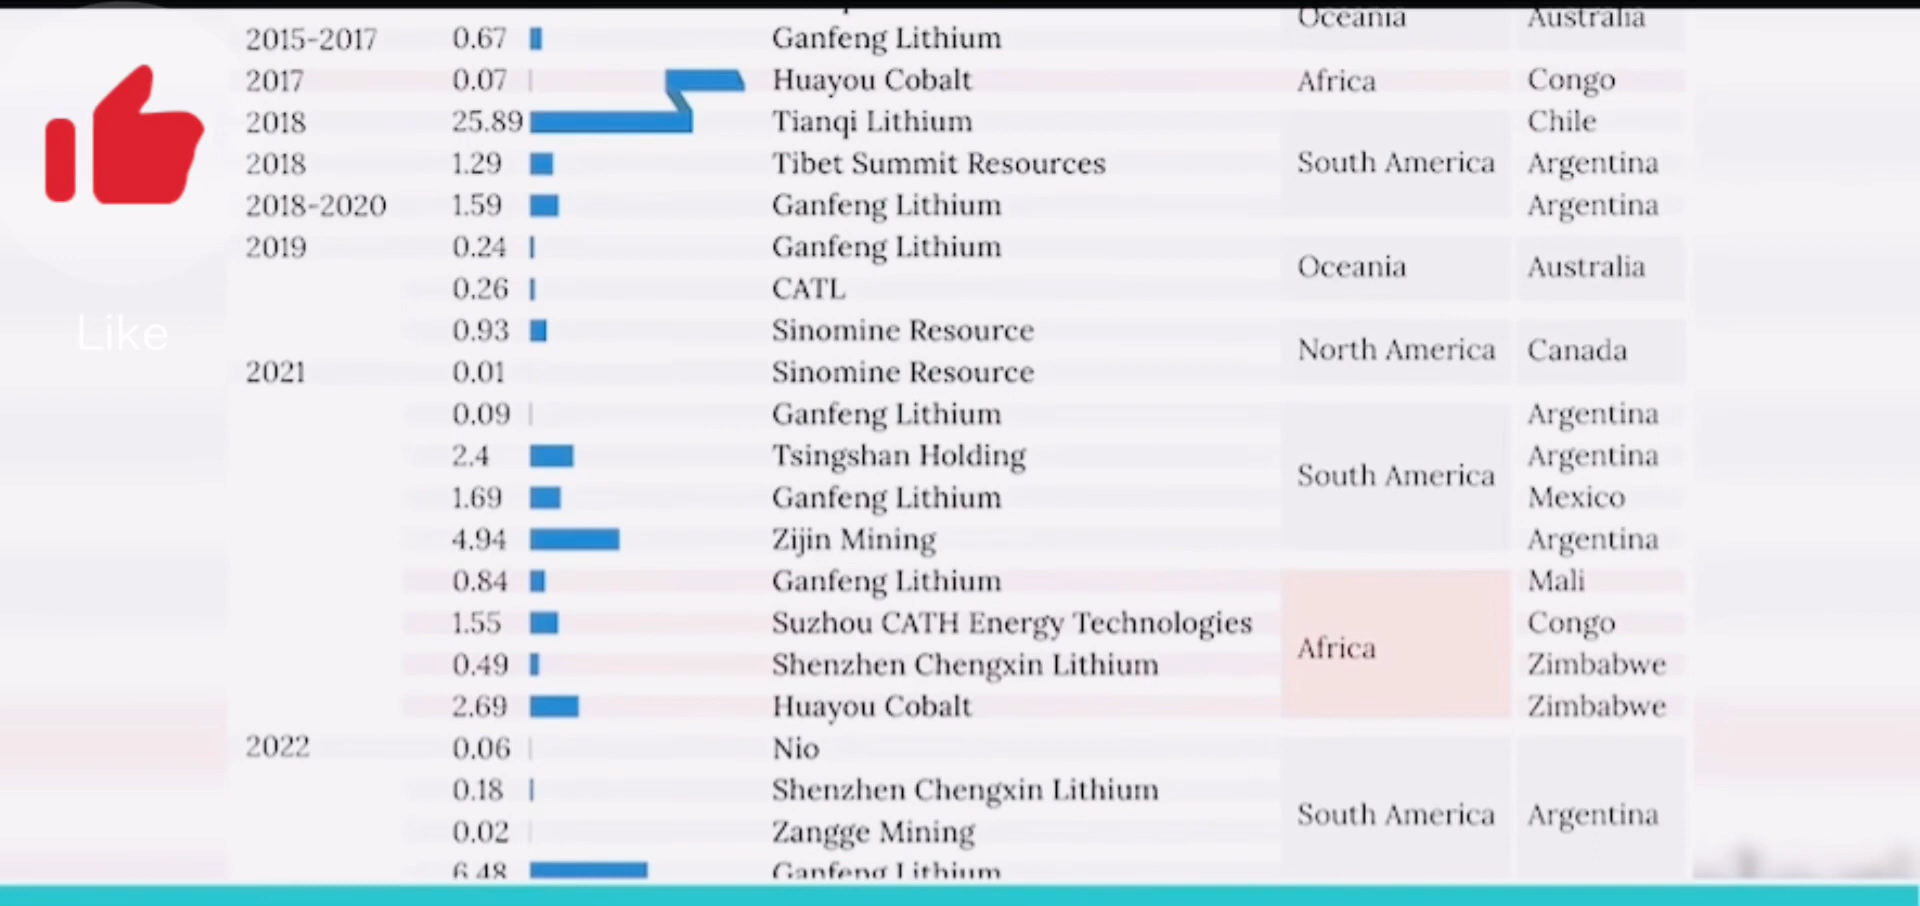 Oceania Australia
2015-2017 0.67 Ganfeng Lithium
2017 0.07 Huayou Cobalt Africa Congo
2018 25.89 Tianqi Lithium Chile
2018 1.29 Tibet Summit Resources South America Argentina
2018-2020 1.59 Ganfeng Lithium Argentina
2019 0.24 Ganfeng Lithium
Oceania Australia
0.26 CATL
0.93 Sinomine Resource
North America Canada
2021 0.01 Sinomine Resource
0.09 Ganfeng Lithium Argentina
2.4 Tsingshan Holding Argentina
South America
1.69 Ganfeng Lithium Mexico
4.94 Zijin Mining Argentina
0.84 Ganfeng Lithium Mali
1.55 Suzhou CATH Energy Technologies Congo
Africa
0.49 Shenzhen Chengxin Lithium Zimbabwe
2.69 Huayou Cobalt Zimbabwe
2022 0.06 Nio
0.18 Shenzhen Chengxin Lithium
South America Argentina
0.02 Zangge Mining
6.48 Ganfeng Lithium
Like